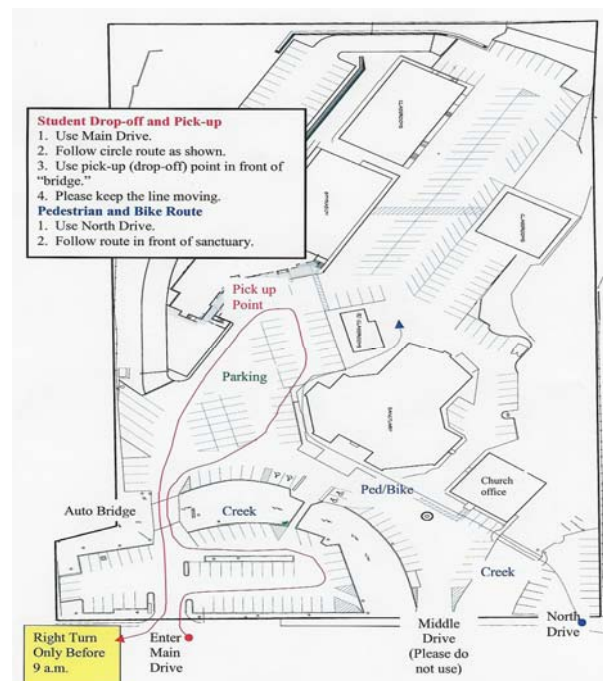 Student Drop-off and Pick-up
1. Use Main Drive.
2. Follow circle route as shown.
3. Use pick-up (drop-off) point in front of
“bridge.”
4. Please keep the line moving.
Pedestrian and Bike Route
1. Use North Drive.
2. Follow route in front of sanctuary.
CLASSROOMS
CLASSROOMS
Pick up
Point
CLASSROOMS
Parking
SANCTUARY
Ped/Bike
Church
office
Auto Bridge
Creek
Creek
Right Turn
Only Before
9 a.m.
Enter
Main
Drive
Middle
Drive
(Please do
not use)
North
Drive